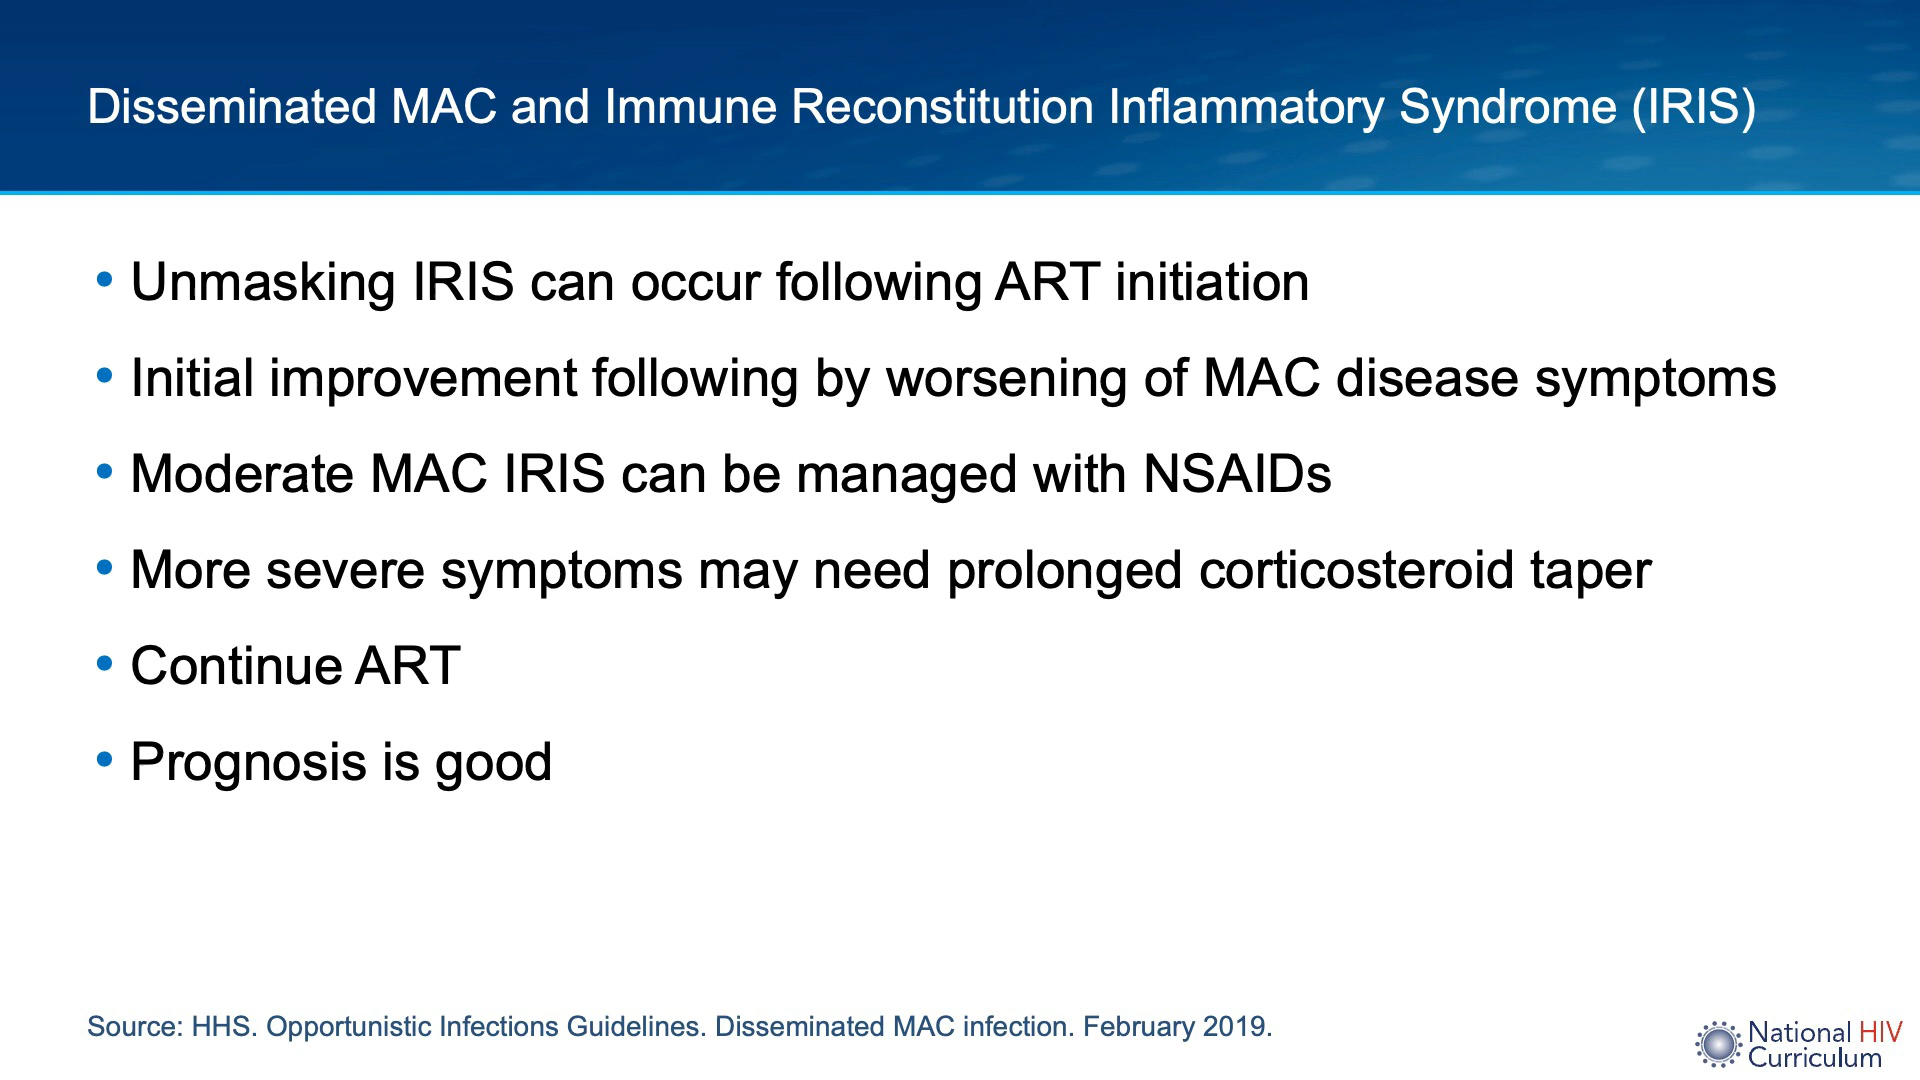 Disseminated MAC and Immune Reconstitution Inflammatory Syndrome (IRIS)
• Unmasking IRIS can occur following ART initiation
• Initial improvement following by worsening of MAC disease symptoms
• Moderate MAC IRIS can be managed with NSAIDs
• More severe symptoms may need prolonged corticosteroid taper
• Continue ART
• Prognosis is good
Source: HHS. Opportunistic Infections Guidelines. Disseminated MAC infection. February 2019.
National HIV
Curriculum